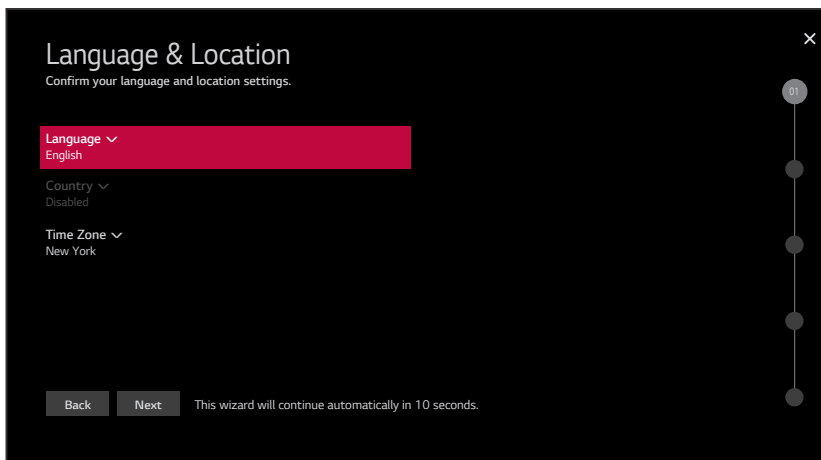 Language & Location
Confirm your language and location settings.
01
Language
English
Country
Disabled
Time Zone
New York
Back
Next
This wizard will continue automatically in 10 seconds.